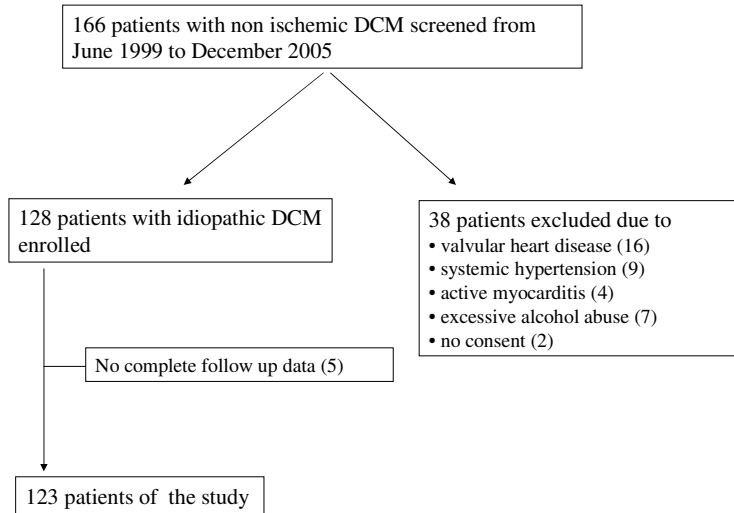 166 patients with non ischemic DCM screened from
June 1999 to December 2005
128 patients with idiopathic DCM
enrolled
38 patients excluded due to
• valvular heart disease (16)
• systemic hypertension (9)
• active myocarditis (4)
• excessive alcohol abuse (7)
• no consent (2)
No complete follow up data (5)
123 patients of the study